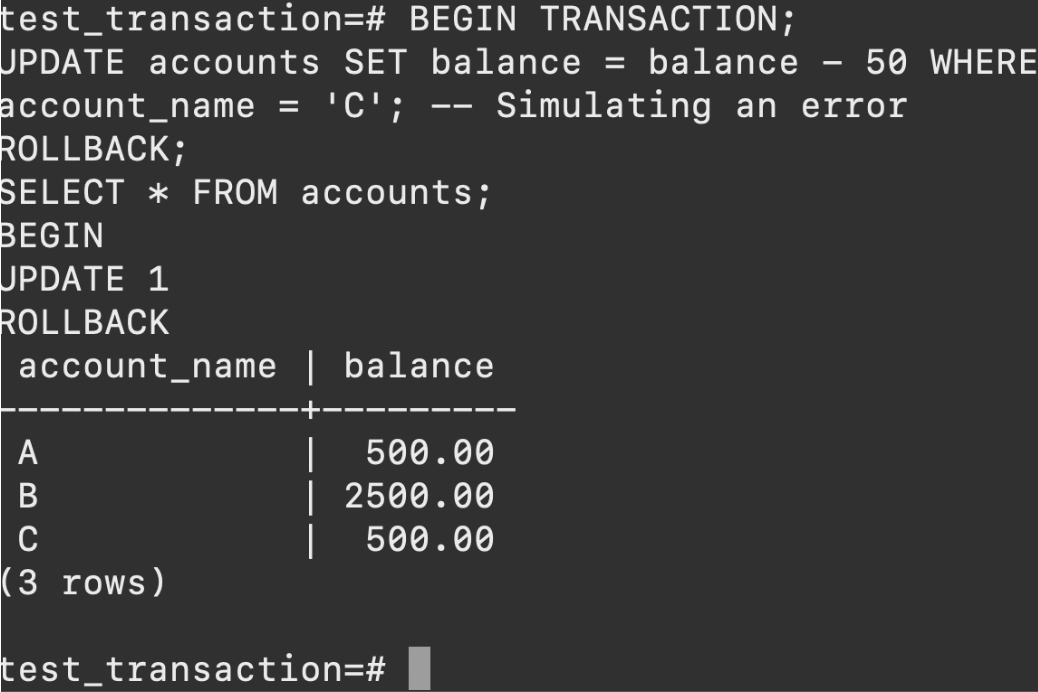 test_transaction=# BEGIN TRANSACTION;
UPDATE accounts SET balance = balance - 50 WHERE
account_name = 'C'; -- Simulating an error
ROLLBACK;
SELECT * FROM accounts;
BEGIN
UPDATE 1
ROLLBACK
 account_name | balance
--------------+---------
 A            |  500.00
 B            | 2500.00
 C            |  500.00
(3 rows)
test_transaction=#